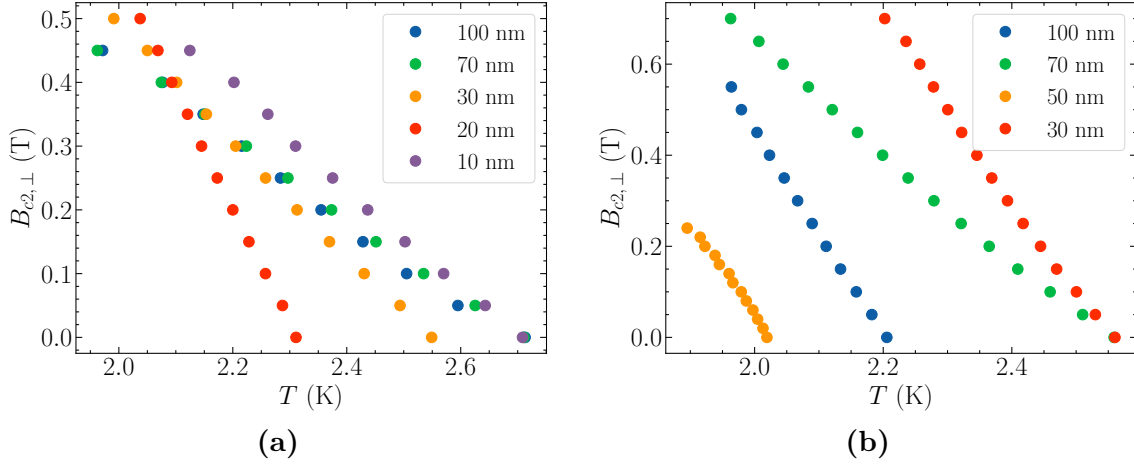 0.5
0.4
0.3
0.2
0.1
0.0
B_{c2,⊥} (T)
2.0
2.2
2.4
2.6
T (K)
100 nm
70 nm
30 nm
20 nm
10 nm
(a)
0.6
0.4
0.2
0.0
B_{c2,⊥} (T)
2.0
2.2
2.4
T (K)
100 nm
70 nm
50 nm
30 nm
(b)